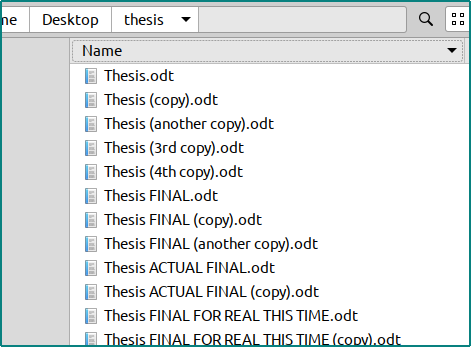 ne Desktop thesis
Name
Thesis.odt
Thesis (copy).odt
Thesis (another copy).odt
Thesis (3rd copy).odt
Thesis (4th copy).odt
Thesis FINAL.odt
Thesis FINAL (copy).odt
Thesis FINAL (another copy).odt
Thesis ACTUAL FINAL.odt
Thesis ACTUAL FINAL (copy).odt
Thesis FINAL FOR REAL THIS TIME.odt
Thesis FINAL FOR REAL THIS TIME (copy).odt